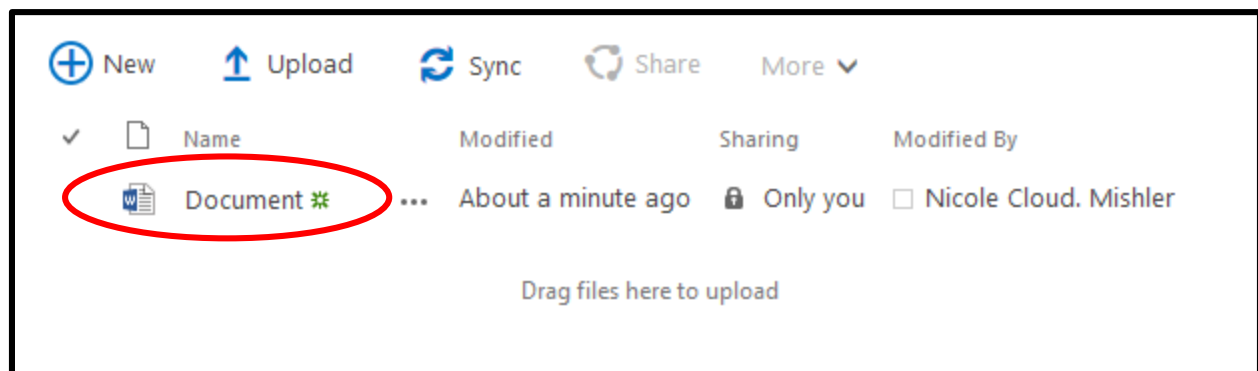 New Upload Sync Share More
Name Modified Sharing Modified By
Document ... About a minute ago Only you Nicole Cloud. Mishler
Drag files here to upload